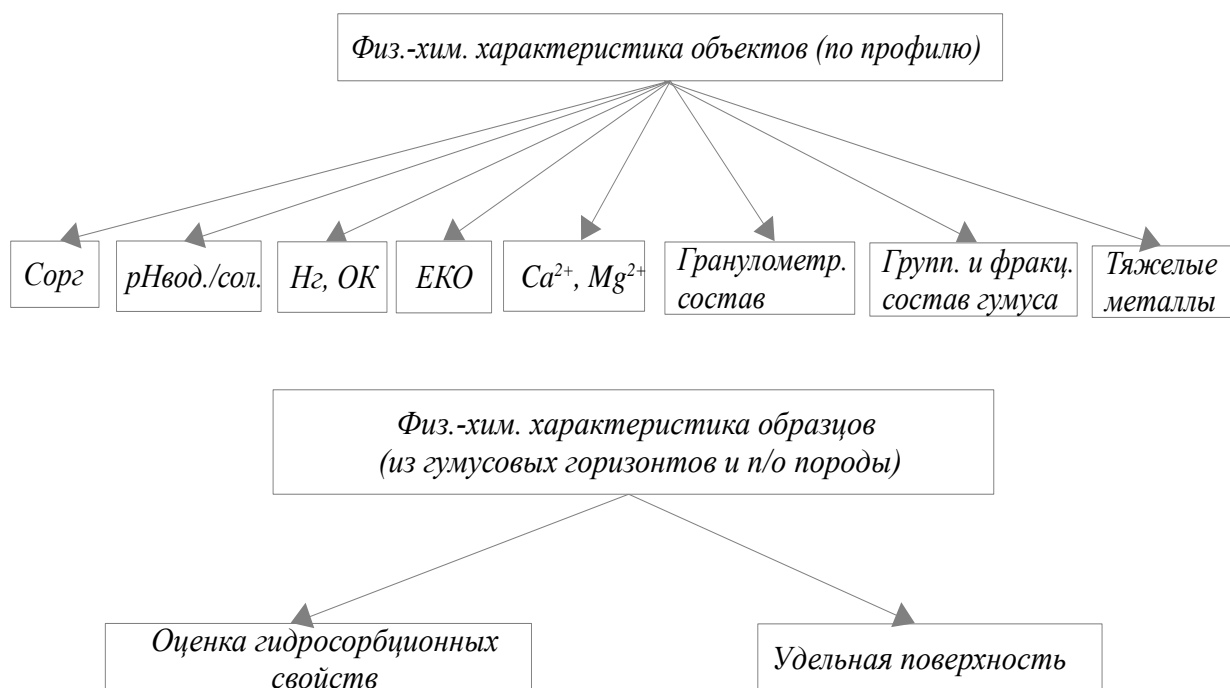 Физ.-хим. характеристика объектов (по профилю)
Сорг
рНвод./сол.
Нг, ОК
ЕКО
Ca²⁺, Mg²⁺
Гранулометр.
состав
Групп. и фракц.
состав гумуса
Тяжелые
металлы
Физ.-хим. характеристика образцов
(из гумусовых горизонтов и п/о породы)
Оценка гидросорбционных
свойств
Удельная поверхность